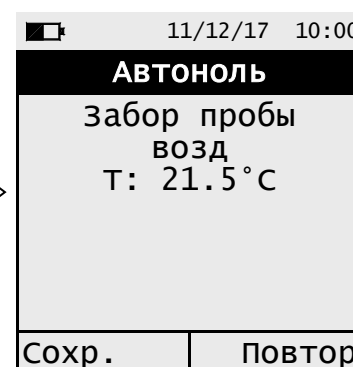 11/12/17 10:00
Автоноль
Забор пробы
возд
Т: 21.5°C
Сохр. Повтор